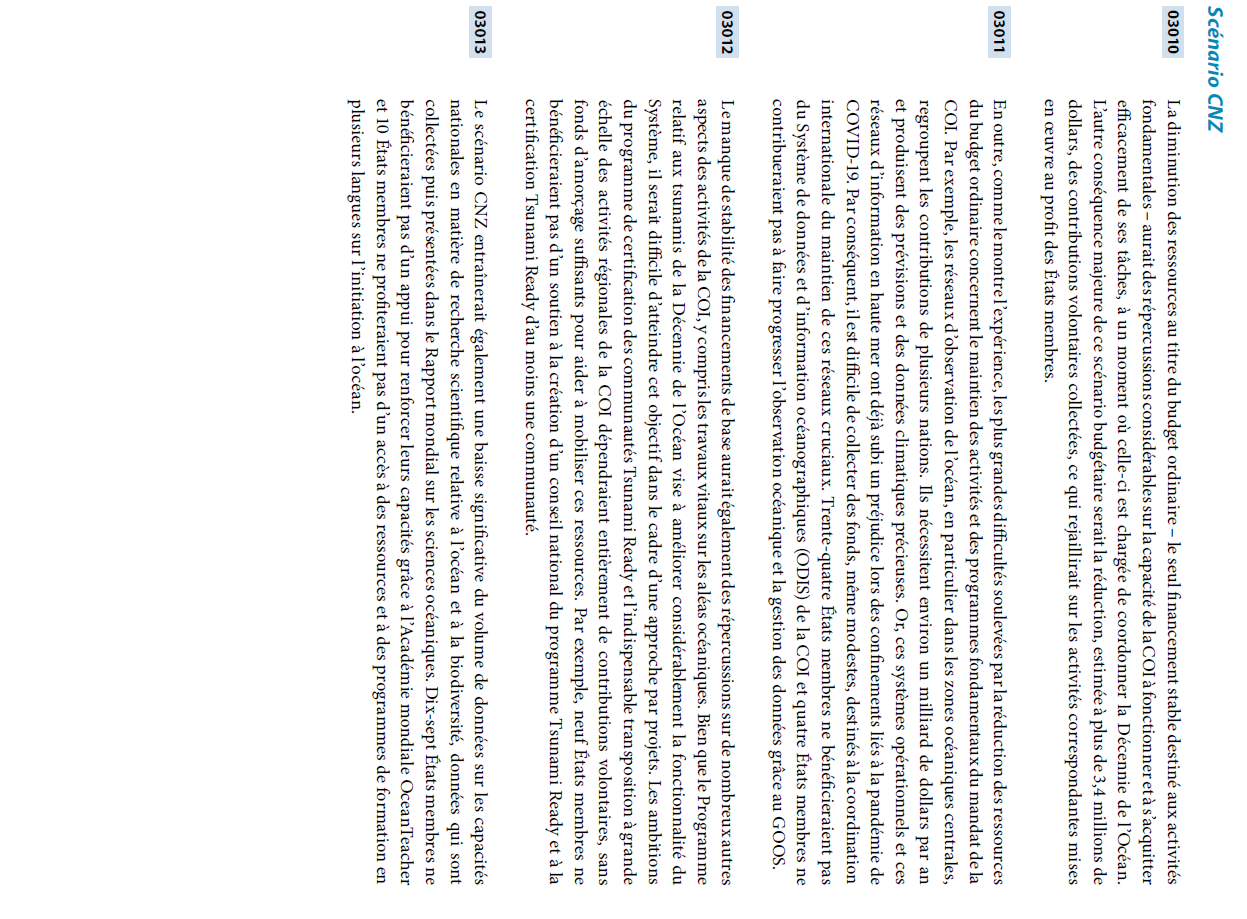 Scénario CNZ
03010
La diminution des ressources au titre du budget ordinaire – le seul financement stable destiné aux activités
fondamentales – aurait des répercussions considérables sur la capacité de la COI à fonctionner et à s'acquitter
efficacement de ses tâches, à un moment où celle-ci est chargée de coordonner la Décennie de l'Océan.
L'autre conséquence majeure de ce scénario budgétaire serait la réduction, estimée à plus de 3,4 millions de
dollars, des contributions volontaires collectées, ce qui rejaillirait sur les activités correspondantes mises
en œuvre au profit des États membres.
03011
En outre, comme le montre l'expérience, les plus grandes difficultés soulevées par la réduction des ressources
du budget ordinaire concernent le maintien des activités et des programmes fondamentaux du mandat de la
COI. Par exemple, les réseaux d'observation de l'océan, en particulier dans les zones océaniques centrales,
regroupent les contributions de plusieurs nations. Ils nécessitent environ un milliard de dollars par an
et produisent des prévisions et des données climatiques précieuses. Or, ces systèmes opérationnels et ces
réseaux d'information en haute mer ont déjà subi un préjudice lors des confinements liés à la pandémie de
COVID-19. Par conséquent, il est difficile de collecter des fonds, même modestes, destinés à la coordination
internationale du maintien de ces réseaux cruciaux. Trente-quatre États membres ne bénéficieraient pas
du Système de données et d'information océanographiques (ODIS) de la COI et quatre États membres ne
contribueraient pas à faire progresser l'observation océanique et la gestion des données grâce au GOOS.
03012
Le manque de stabilité des financements de base aurait également des répercussions sur de nombreux autres
aspects des activités de la COI, y compris les travaux vitaux sur les aléas océaniques. Bien que le Programme
relatif aux tsunamis de la Décennie de l'Océan vise à améliorer considérablement la fonctionnalité du
Système, il serait difficile d'atteindre cet objectif dans le cadre d'une approche par projets. Les ambitions
du programme de certification des communautés Tsunami Ready et l'indispensable transposition à grande
échelle des activités régionales de la COI dépendraient entièrement de contributions volontaires, sans
fonds d'amorçage suffisants pour aider à mobiliser ces ressources. Par exemple, neuf États membres ne
bénéficieraient pas d'un soutien à la création d'un conseil national du programme Tsunami Ready et à la
certification Tsunami Ready d'au moins une communauté.
03013
Le scénario CNZ entraînerait également une baisse significative du volume de données sur les capacités
nationales en matière de recherche scientifique relative à l'océan et à la biodiversité, données qui sont
collectées puis présentées dans le Rapport mondial sur les sciences océaniques. Dix-sept États membres ne
bénéficieraient pas d'un appui pour renforcer leurs capacités grâce à l'Académie mondiale OceanTeacher
et 10 États membres ne profiteraient pas d'un accès à des ressources et à des programmes de formation en
plusieurs langues sur l'initiation à l'océan.